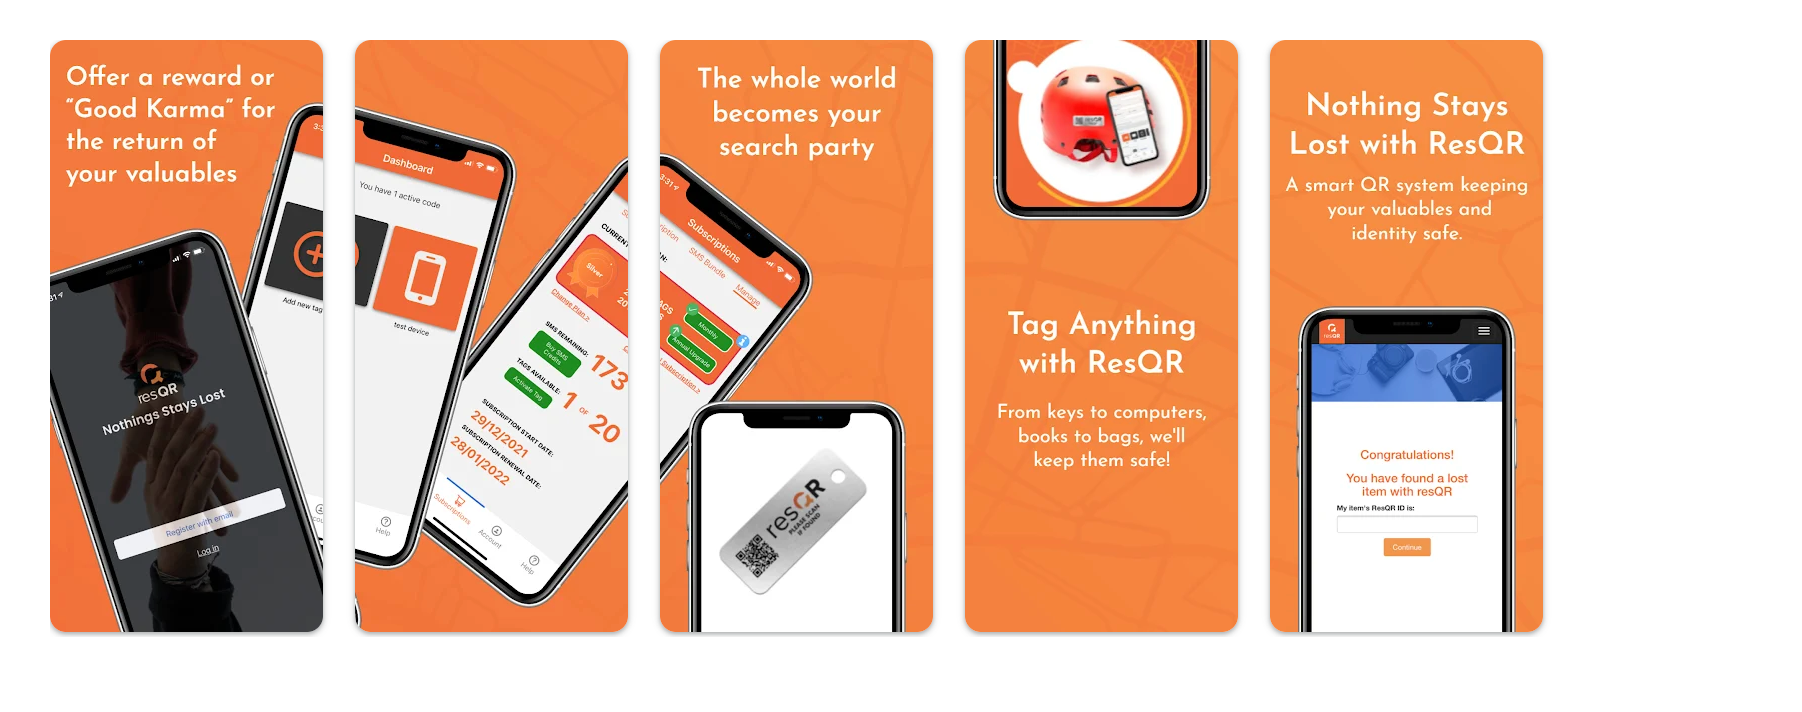 Offer a reward or
“Good Karma” for
the return of
your valuables
Add new tag
resQR
Nothings Stays Lost
Register with email
Log in
Dashboard
You have 1 active code
test device
Help
CURRENT
Silver
Change Plan >
SMS REMAINING:
173
Buy SMS
Credits
TAGS AVAILABLE:
1 OF 20
Activate Tag
SUBSCRIPTION START DATE:
29/12/2021
SUBSCRIPTION RENEWAL DATE:
28/01/2022
Subscriptions
Account
Help
The whole world
becomes your
search party
3:31
Subscriptions
SMS Bundle
Manage
Monthly
Annual Upgrade
resQR
PLEASE SCAN
IF FOUND
Tag Anything
with ResQR
From keys to computers,
books to bags, we'll
keep them safe!
Nothing Stays
Lost with ResQR
A smart QR system keeping
your valuables and
identity safe.
resQR
Congratulations!
You have found a lost
item with resQR
My item's ResQR ID is:
Continue